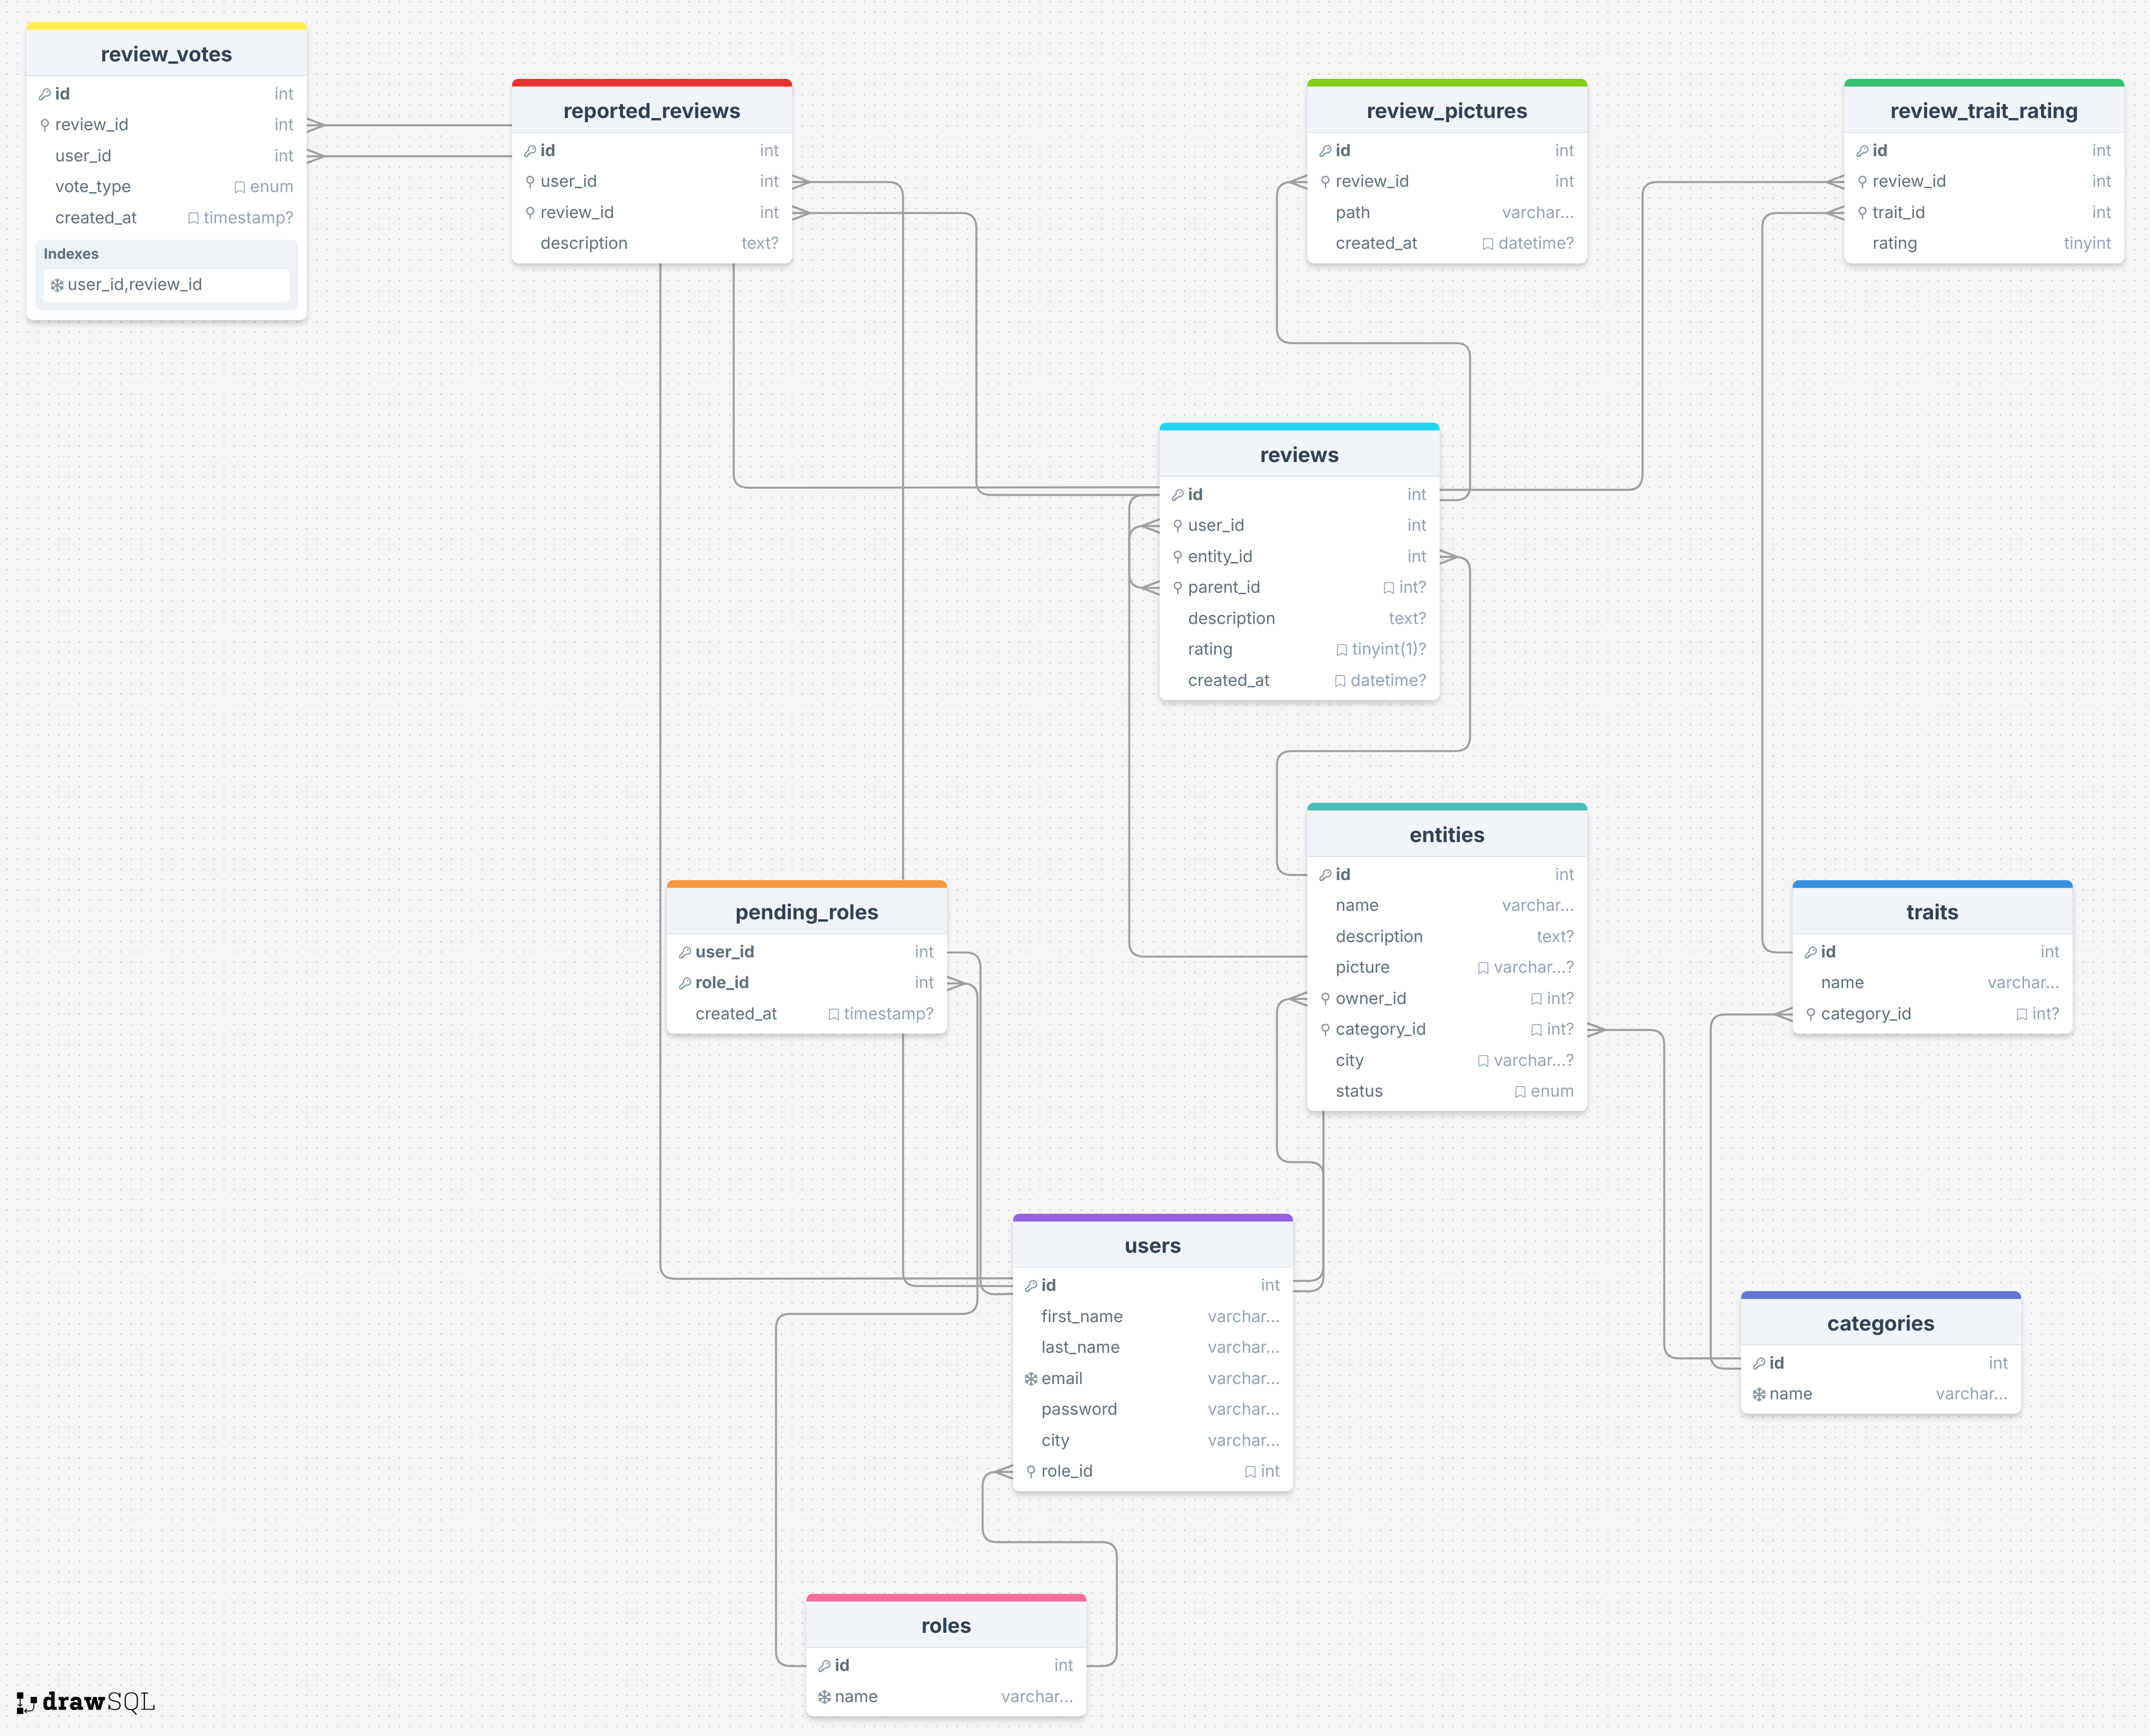 review_votes
id int
review_id int
user_id int
vote_type enum
created_at timestamp?
Indexes
user_id,review_id
reported_reviews
id int
user_id int
review_id int
description text?
review_pictures
id int
review_id int
path varchar...
created_at datetime?
review_trait_rating
id int
review_id int
trait_id int
rating tinyint
reviews
id int
user_id int
entity_id int
parent_id int?
description text?
rating tinyint(1)?
created_at datetime?
entities
id int
name varchar...
description text?
picture varchar...?
owner_id int?
category_id int?
city varchar...?
status enum
pending_roles
user_id int
role_id int
created_at timestamp?
traits
id int
name varchar...
category_id int?
users
id int
first_name varchar...
last_name varchar...
email varchar...
password varchar...
city varchar...
role_id int
categories
id int
name varchar...
roles
id int
name varchar...
drawSQL